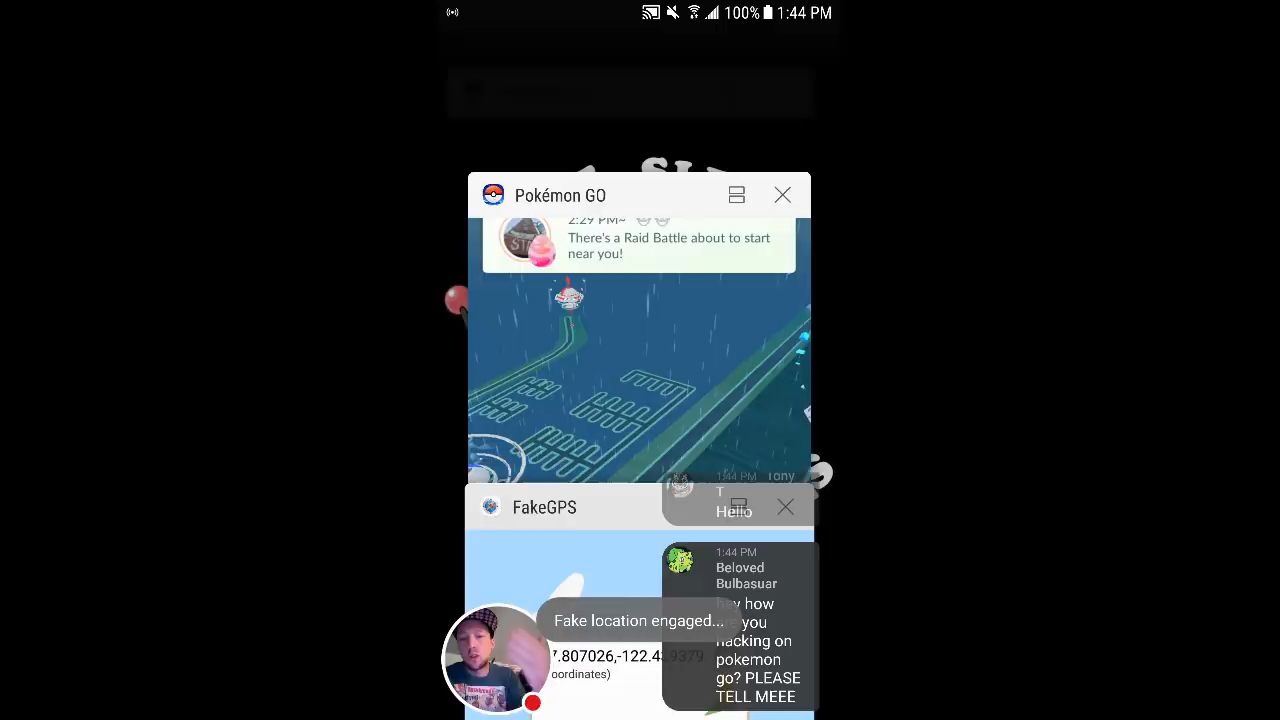 100% 1:44 PM
Pokémon GO
2:29 PM~
There's a Raid Battle about to start
near you!
1:44 PM Tony
T
Hello
FakeGPS
1:44 PM
Beloved
Bulbasuar
hey how
are you
hacking on
pokemon
go? PLEASE
TELL MEEE
Fake location engaged...
7.807026,-122.4
9379
oordinates)